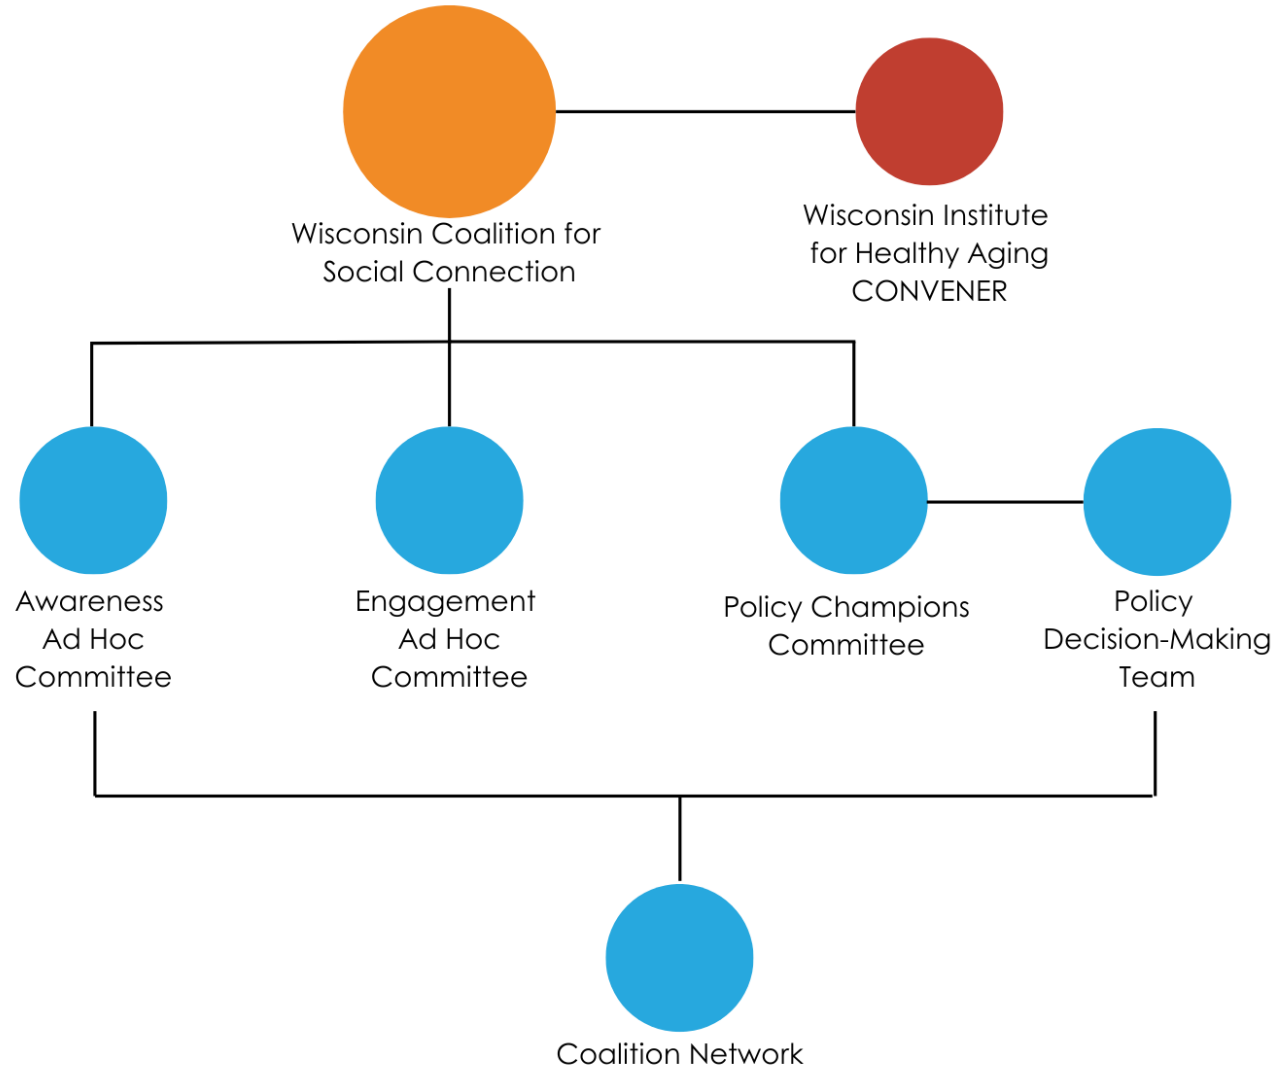 Wisconsin Coalition for
Social Connection
Wisconsin Institute
for Healthy Aging
CONVENER
Awareness
Ad Hoc
Committee
Engagement
Ad Hoc
Committee
Policy Champions
Committee
Policy
Decision-Making
Team
Coalition Network